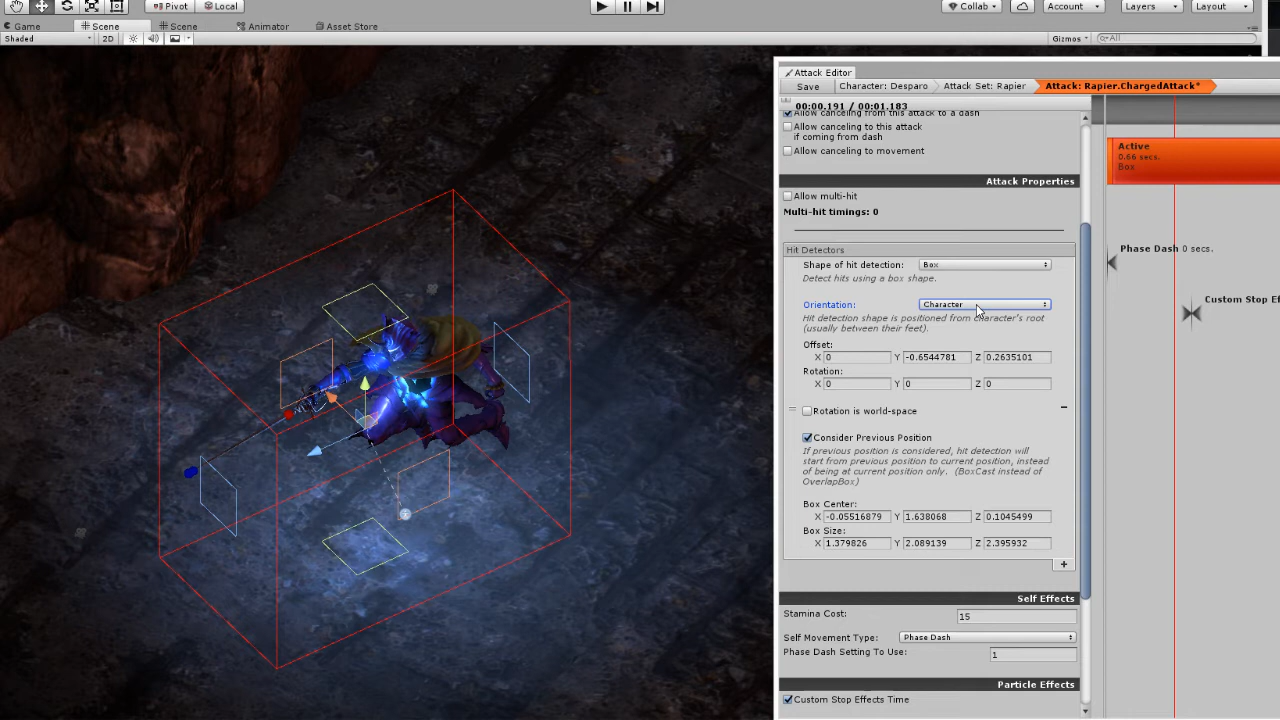 Pivot Local Collab Account Layers Layout
Game Scene Scene Animator Asset Store
Shaded 2D Gizmos All
Attack Editor
Save Character: Desparo Attack Set: Rapier Attack: Rapier.ChargedAttack*
00:00.191 / 00:01.183
Allow canceling from this attack to a dash
Allow canceling to this attack
if coming from dash
Allow canceling to movement
Active
0.66 secs.
Box
Attack Properties
Allow multi-hit
Multi-hit timings: 0
Hit Detectors
Shape of hit detection: Box
Detect hits using a box shape.
Orientation: Character
Hit detection shape is positioned from character's root
(usually between their feet).
Offset:
X 0 Y -0.6544781 Z 0.2635101
Rotation:
X 0 Y 0 Z 0
Rotation is world-space
Consider Previous Position
If previous position is considered, hit detection will
start from previous position to current position, instead
of being at current position only. (BoxCast instead of
OverlapBox)
Box Center:
X -0.05516879 Y 1.638068 Z 0.1045499
Box Size:
X 1.379826 Y 2.089139 Z 2.395932
+
Phase Dash 0 secs.
Custom Stop Ef
Self Effects
Stamina Cost: 15
Self Movement Type: Phase Dash
Phase Dash Setting To Use: 1
Particle Effects
Custom Stop Effects Time